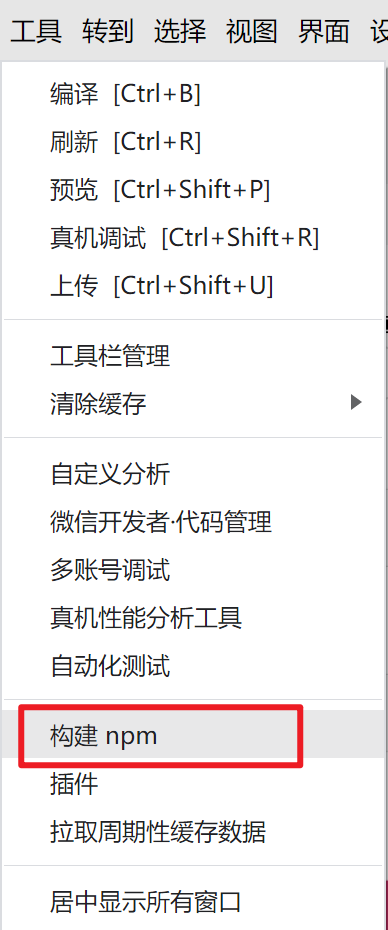 工具 转到 选择 视图 界面
编译 [Ctrl+B]
刷新 [Ctrl+R]
预览 [Ctrl+Shift+P]
真机调试 [Ctrl+Shift+R]
上传 [Ctrl+Shift+U]
工具栏管理
清除缓存
自定义分析
微信开发者·代码管理
多账号调试
真机性能分析工具
自动化测试
构建 npm
插件
拉取周期性缓存数据
居中显示所有窗口